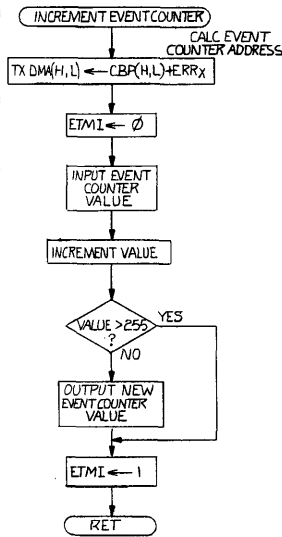 INCREMENT EVENT COUNTER
CALC EVENT
COUNTER ADDRESS
TX DMA(H,L) ← CBP(H,L)+ERRX
ETMI ← Ø
INPUT EVENT
COUNTER
VALUE
INCREMENT VALUE
VALUE >255
?
YES
NO
OUTPUT NEW
EVENT COUNTER
VALUE
ETMI ← 1
RET